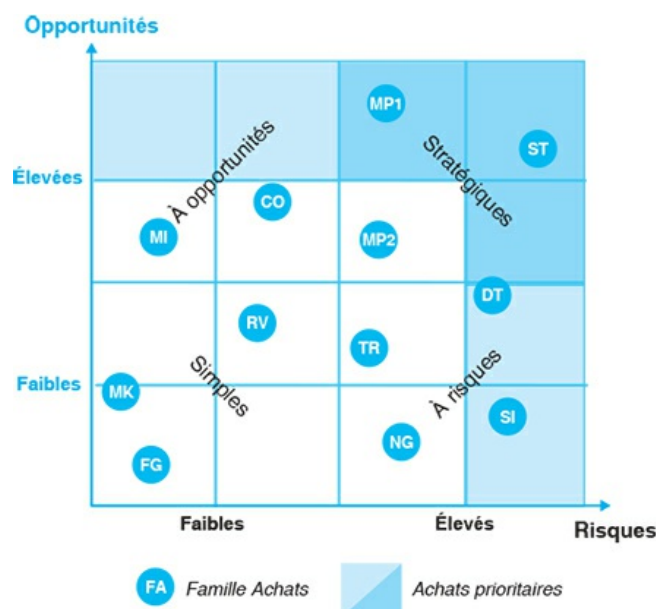 Opportunités
MP1
ST
À opportunités
Stratégiques
Élevées
CO
MI
MP2
DT
RV
TR
Simples
À risques
Faibles
MK
SI
NG
FG
Faibles
Élevés
Risques
FA
Famille Achats
Achats prioritaires